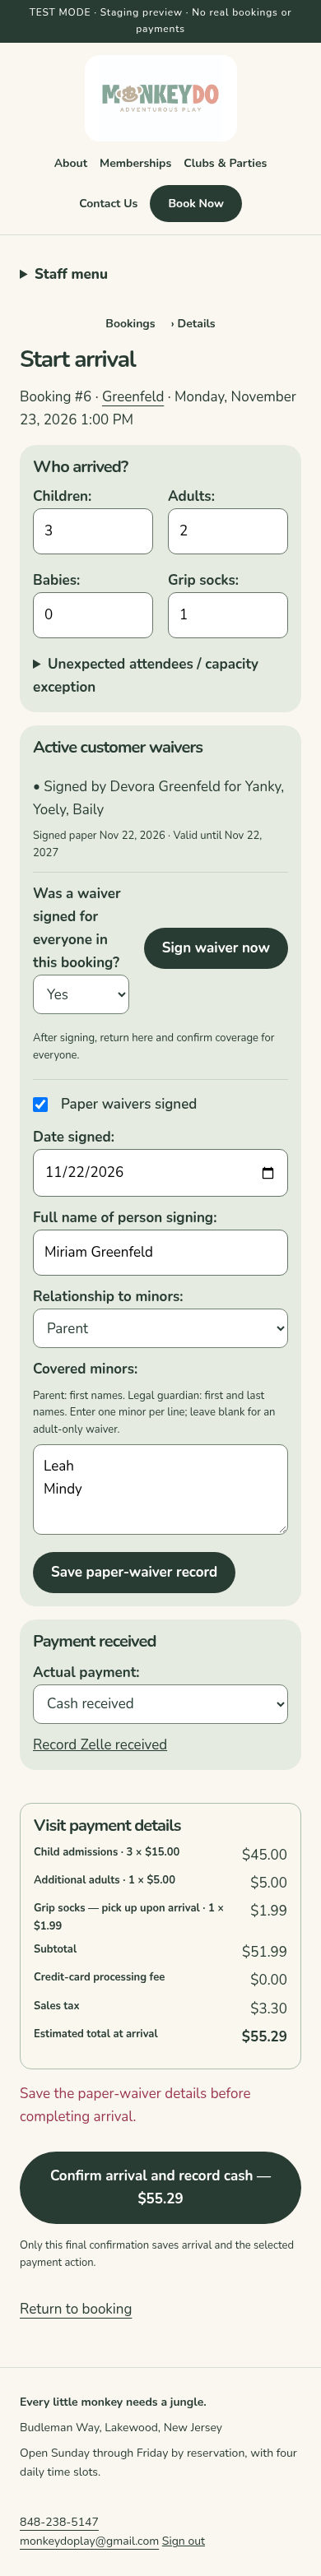 TEST MODE · Staging preview · No real bookings or
payments
MONKEYDO
ADVENTUROUS PLAY
About Memberships Clubs & Parties
Contact Us Book Now
▶ Staff menu
Bookings › Details
Start arrival
Booking #6 · Greenfeld · Monday, November
23, 2026 1:00 PM
Who arrived?
Children: Adults:
3 2
Babies: Grip socks:
0 1
▶ Unexpected attendees / capacity
exception
Active customer waivers
• Signed by Devora Greenfeld for Yanky,
Yoely, Baily
Signed paper Nov 22, 2026 · Valid until Nov 22,
2027
Was a waiver
signed for
everyone in
this booking?
Sign waiver now
Yes
After signing, return here and confirm coverage for
everyone.
Paper waivers signed
Date signed:
11/22/2026
Full name of person signing:
Miriam Greenfeld
Relationship to minors:
Parent
Covered minors:
Parent: first names. Legal guardian: first and last
names. Enter one minor per line; leave blank for an
adult-only waiver.
Leah
Mindy
Save paper-waiver record
Payment received
Actual payment:
Cash received
Record Zelle received
Visit payment details
Child admissions · 3 × $15.00 $45.00
Additional adults · 1 × $5.00 $5.00
Grip socks — pick up upon arrival · 1 × $1.99
$1.99
Subtotal $51.99
Credit-card processing fee $0.00
Sales tax $3.30
Estimated total at arrival $55.29
Save the paper-waiver details before
completing arrival.
Confirm arrival and record cash —
$55.29
Only this final confirmation saves arrival and the selected
payment action.
Return to booking
Every little monkey needs a jungle.
Budleman Way, Lakewood, New Jersey
Open Sunday through Friday by reservation, with four
daily time slots.
848-238-5147
monkeydoplay@gmail.com Sign out